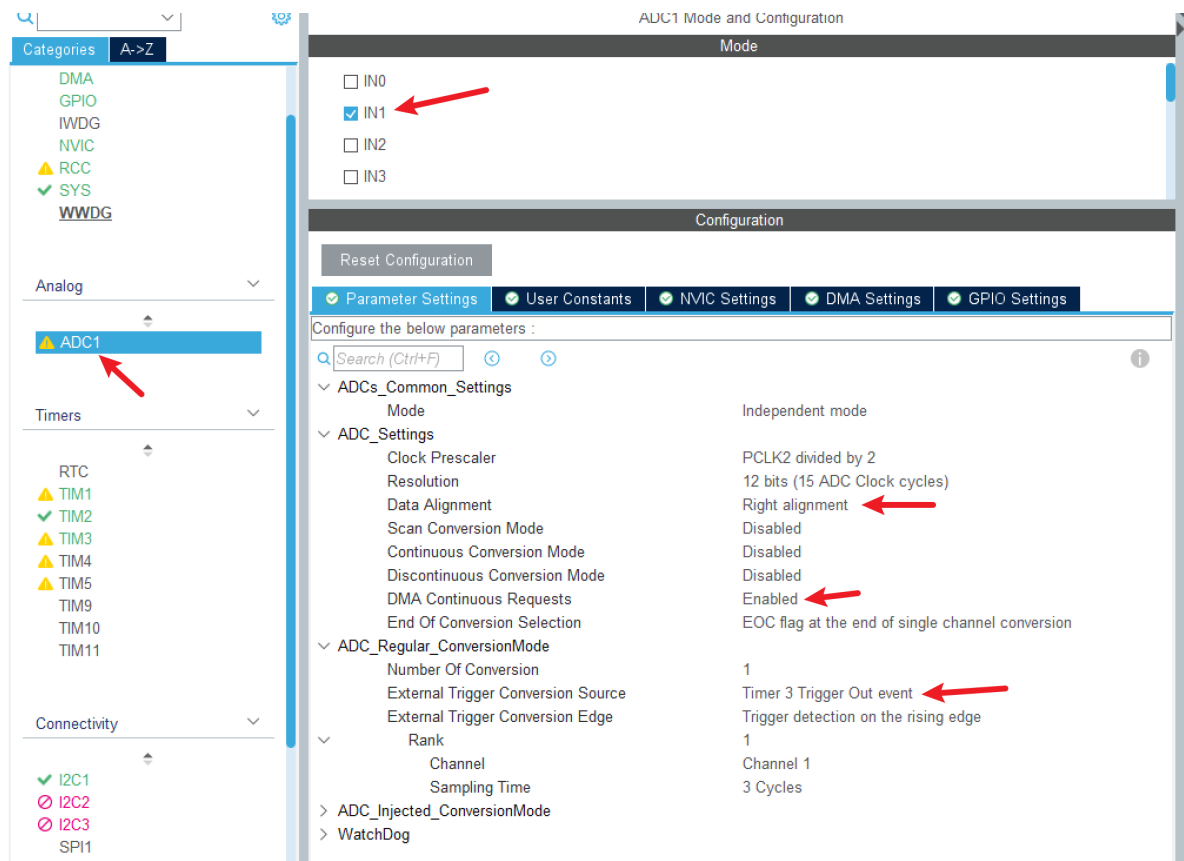 ADC1 Mode and Configuration
Categories A->Z
DMA
GPIO
IWDG
NVIC
RCC
SYS
WWDG
Analog
ADC1
Timers
RTC
TIM1
TIM2
TIM3
TIM4
TIM5
TIM9
TIM10
TIM11
Connectivity
I2C1
I2C2
I2C3
SPI1
Mode
IN0
IN1
IN2
IN3
Configuration
Reset Configuration
Parameter Settings User Constants NVIC Settings DMA Settings GPIO Settings
Configure the below parameters :
Search (Ctrl+F)
ADCs_Common_Settings
Mode Independent mode
ADC_Settings
Clock Prescaler PCLK2 divided by 2
Resolution 12 bits (15 ADC Clock cycles)
Data Alignment Right alignment
Scan Conversion Mode Disabled
Continuous Conversion Mode Disabled
Discontinuous Conversion Mode Disabled
DMA Continuous Requests Enabled
End Of Conversion Selection EOC flag at the end of single channel conversion
ADC_Regular_ConversionMode
Number Of Conversion 1
External Trigger Conversion Source Timer 3 Trigger Out event
External Trigger Conversion Edge Trigger detection on the rising edge
Rank 1
Channel Channel 1
Sampling Time 3 Cycles
ADC_Injected_ConversionMode
WatchDog